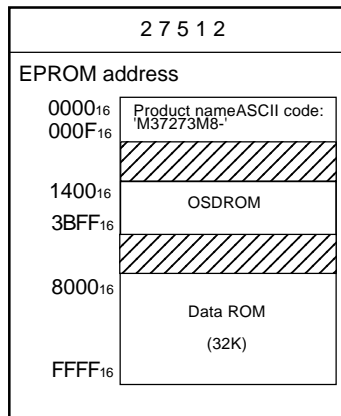 27512
EPROM address
0000₁₆
000F₁₆
Product nameASCII code:
'M37273M8-'
1400₁₆
3BFF₁₆
OSDROM
8000₁₆
FFFF₁₆
Data ROM
(32K)